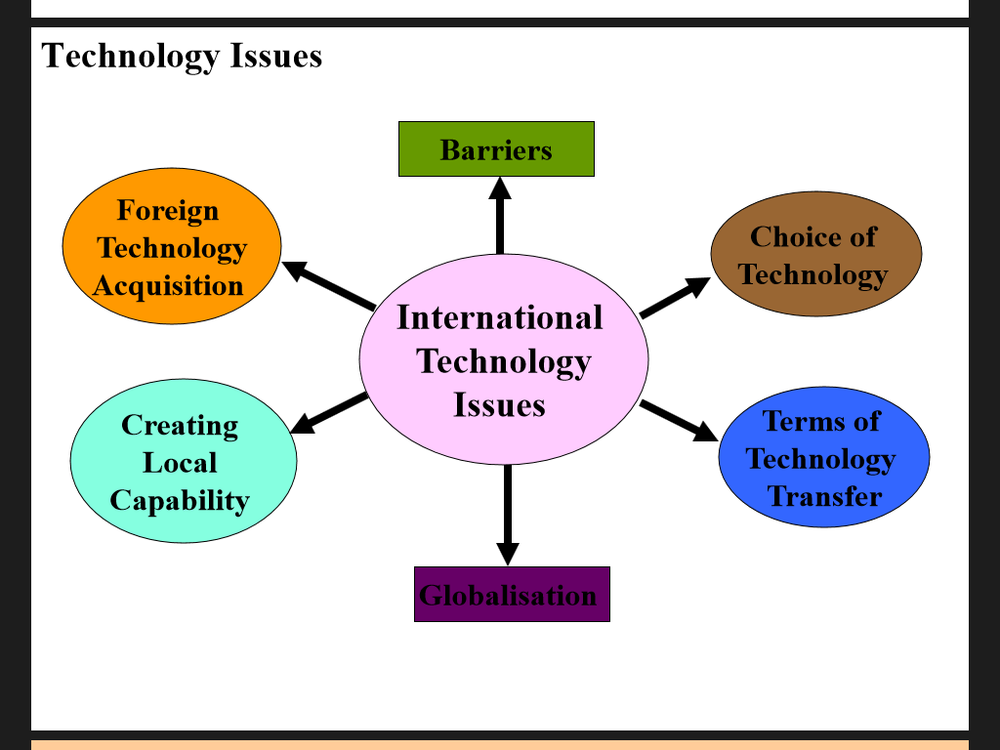 Technology Issues
Barriers
Foreign
Technology
Acquisition
Choice of
Technology
International
Technology
Issues
Creating
Local
Capability
Terms of
Technology
Transfer
Globalisation